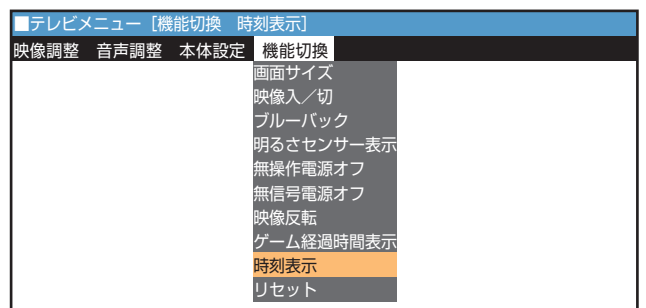 ■テレビメニュー［機能切換　時刻表示］
映像調整　音声調整　本体設定　機能切換
画面サイズ
映像入／切
ブルーバック
明るさセンサー表示
無操作電源オフ
無信号電源オフ
映像反転
ゲーム経過時間表示
時刻表示
リセット